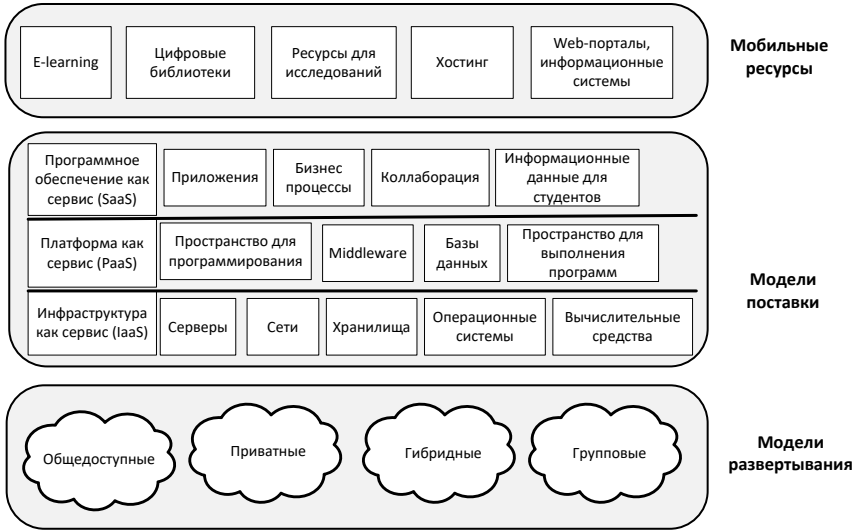 E-learning
Цифровые
библиотеки
Ресурсы для
исследований
Хостинг
Web-порталы,
информационные
системы
Мобильные
ресурсы
Программное
обеспечение как
сервис (SaaS)
Приложения
Бизнес
процессы
Коллаборация
Информационные
данные для
студентов
Платформа как
сервис (PaaS)
Пространство для
программирования
Middleware
Базы
данных
Пространство для
выполнения
программ
Инфраструктура
как сервис (IaaS)
Серверы
Сети
Хранилища
Операционные
системы
Вычислительные
средства
Модели
поставки
Общедоступные
Приватные
Гибридные
Групповые
Модели
развертывания